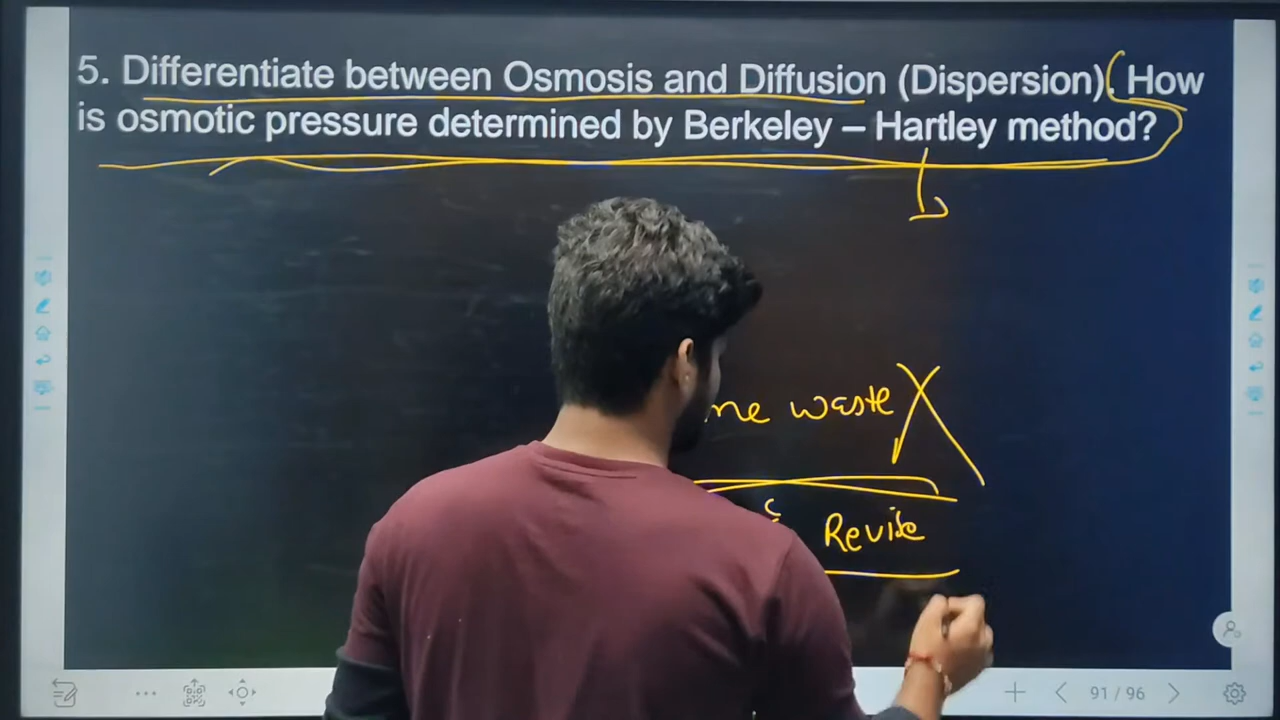 5. Differentiate between Osmosis and Diffusion (Dispersion). How
is osmotic pressure determined by Berkeley – Hartley method?
waste
Revise
91 / 96